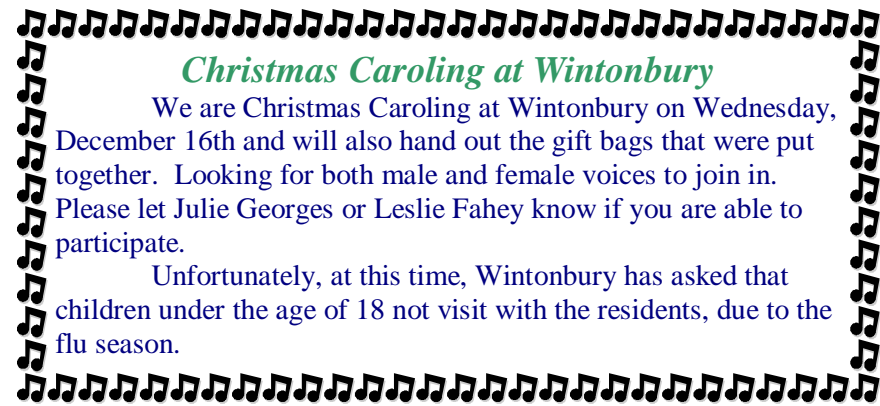 Christmas Caroling at Wintonbury
We are Christmas Caroling at Wintonbury on Wednesday,
December 16th and will also hand out the gift bags that were put
together.  Looking for both male and female voices to join in.
Please let Julie Georges or Leslie Fahey know if you are able to
participate.
Unfortunately, at this time, Wintonbury has asked that
children under the age of 18 not visit with the residents, due to the
flu season.